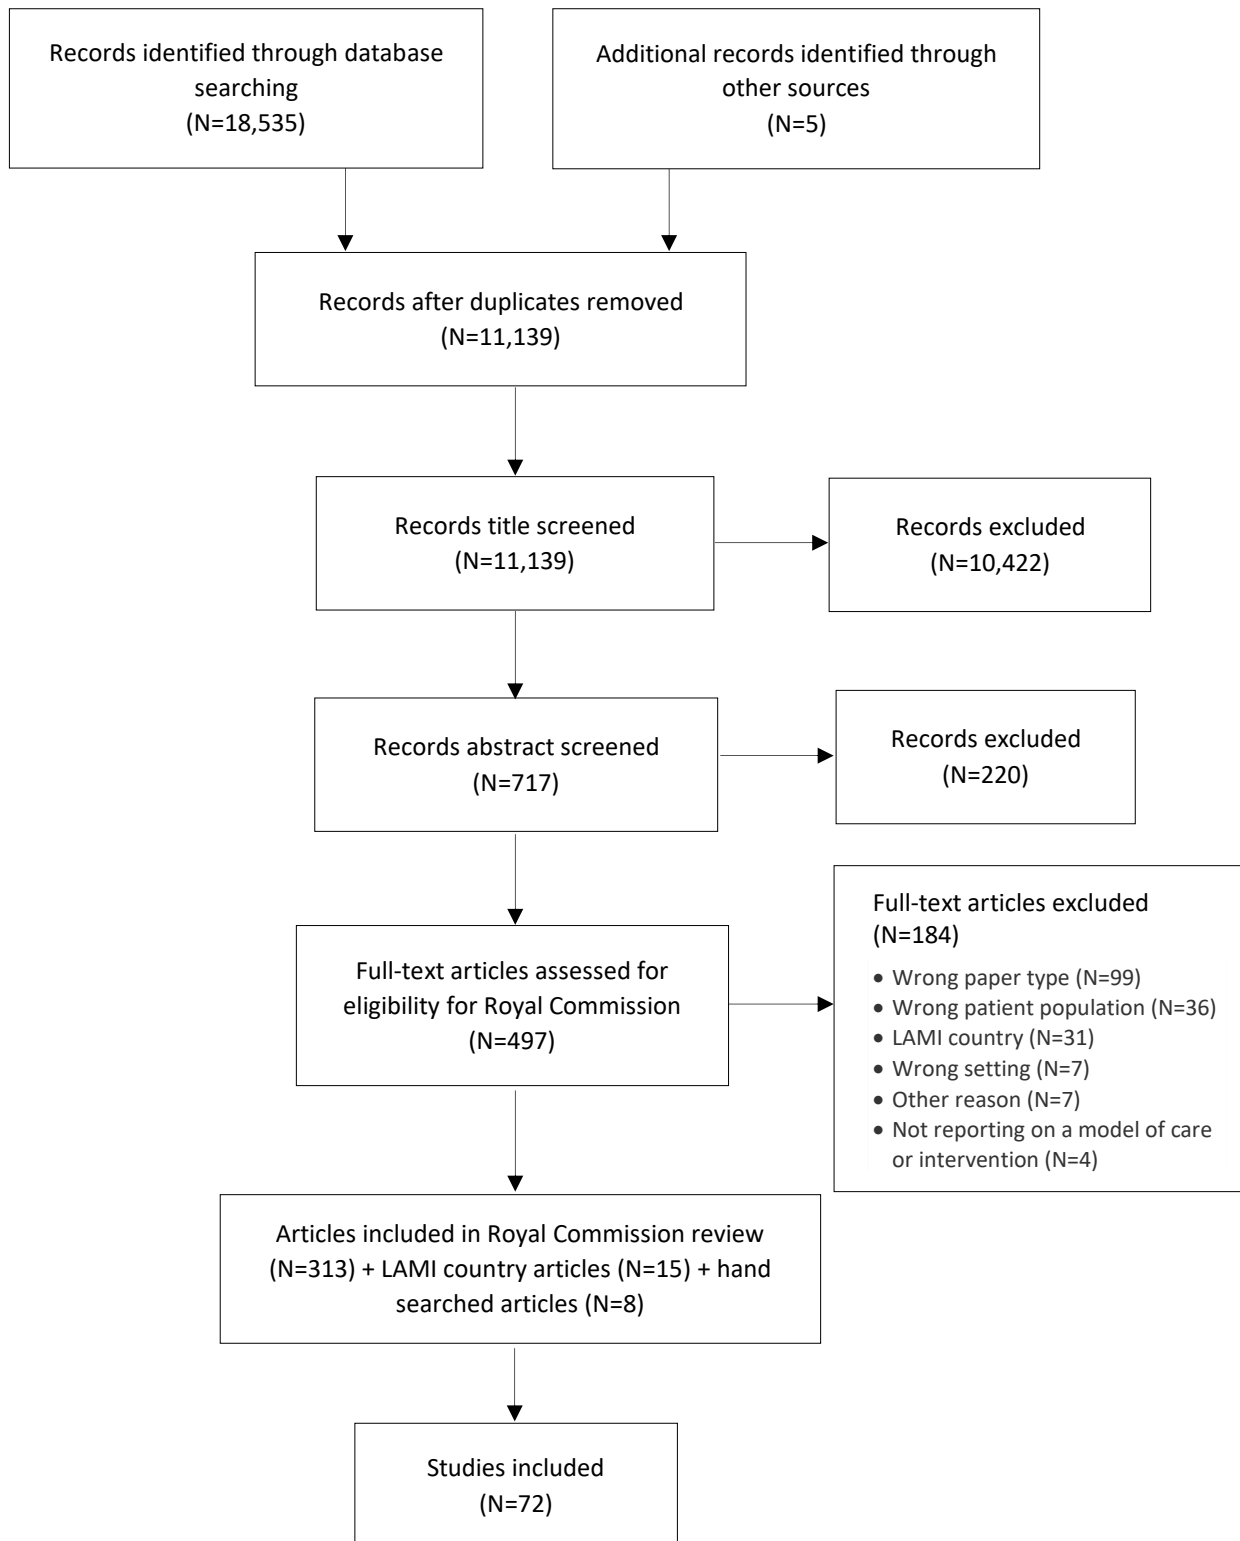 Records identified through database
searching
(N=18,535)
Additional records identified through
other sources
(N=5)
Records after duplicates removed
(N=11,139)
Records title screened
(N=11,139)
Records excluded
(N=10,422)
Records abstract screened
(N=717)
Records excluded
(N=220)
Full-text articles assessed for
eligibility for Royal Commission
(N=497)
Full-text articles excluded
(N=184)
• Wrong paper type (N=99)
• Wrong patient population (N=36)
• LAMI country (N=31)
• Wrong setting (N=7)
• Other reason (N=7)
• Not reporting on a model of care
or intervention (N=4)
Articles included in Royal Commission review
(N=313) + LAMI country articles (N=15) + hand
searched articles (N=8)
Studies included
(N=72)